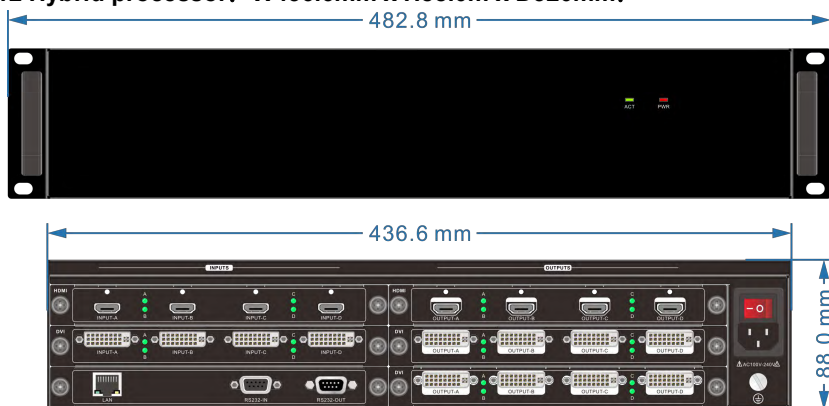 Hybrid processor:
482.8 mm
ACT PWR
436.6 mm
INPUTS OUTPUTS
HDMI A C HDMI A C
INPUT-A B INPUT-B INPUT-C D INPUT-D OUTPUT-A B OUTPUT-B OUTPUT-C D OUTPUT-D
DVI A C DVI A C
INPUT-A B INPUT-B INPUT-C D INPUT-D OUTPUT-A B OUTPUT-B OUTPUT-C D OUTPUT-D
AC100V-240V
DVI A C
LAN RS232-IN RS232-OUT OUTPUT-A B OUTPUT-B OUTPUT-C D OUTPUT-D
88.0 mm